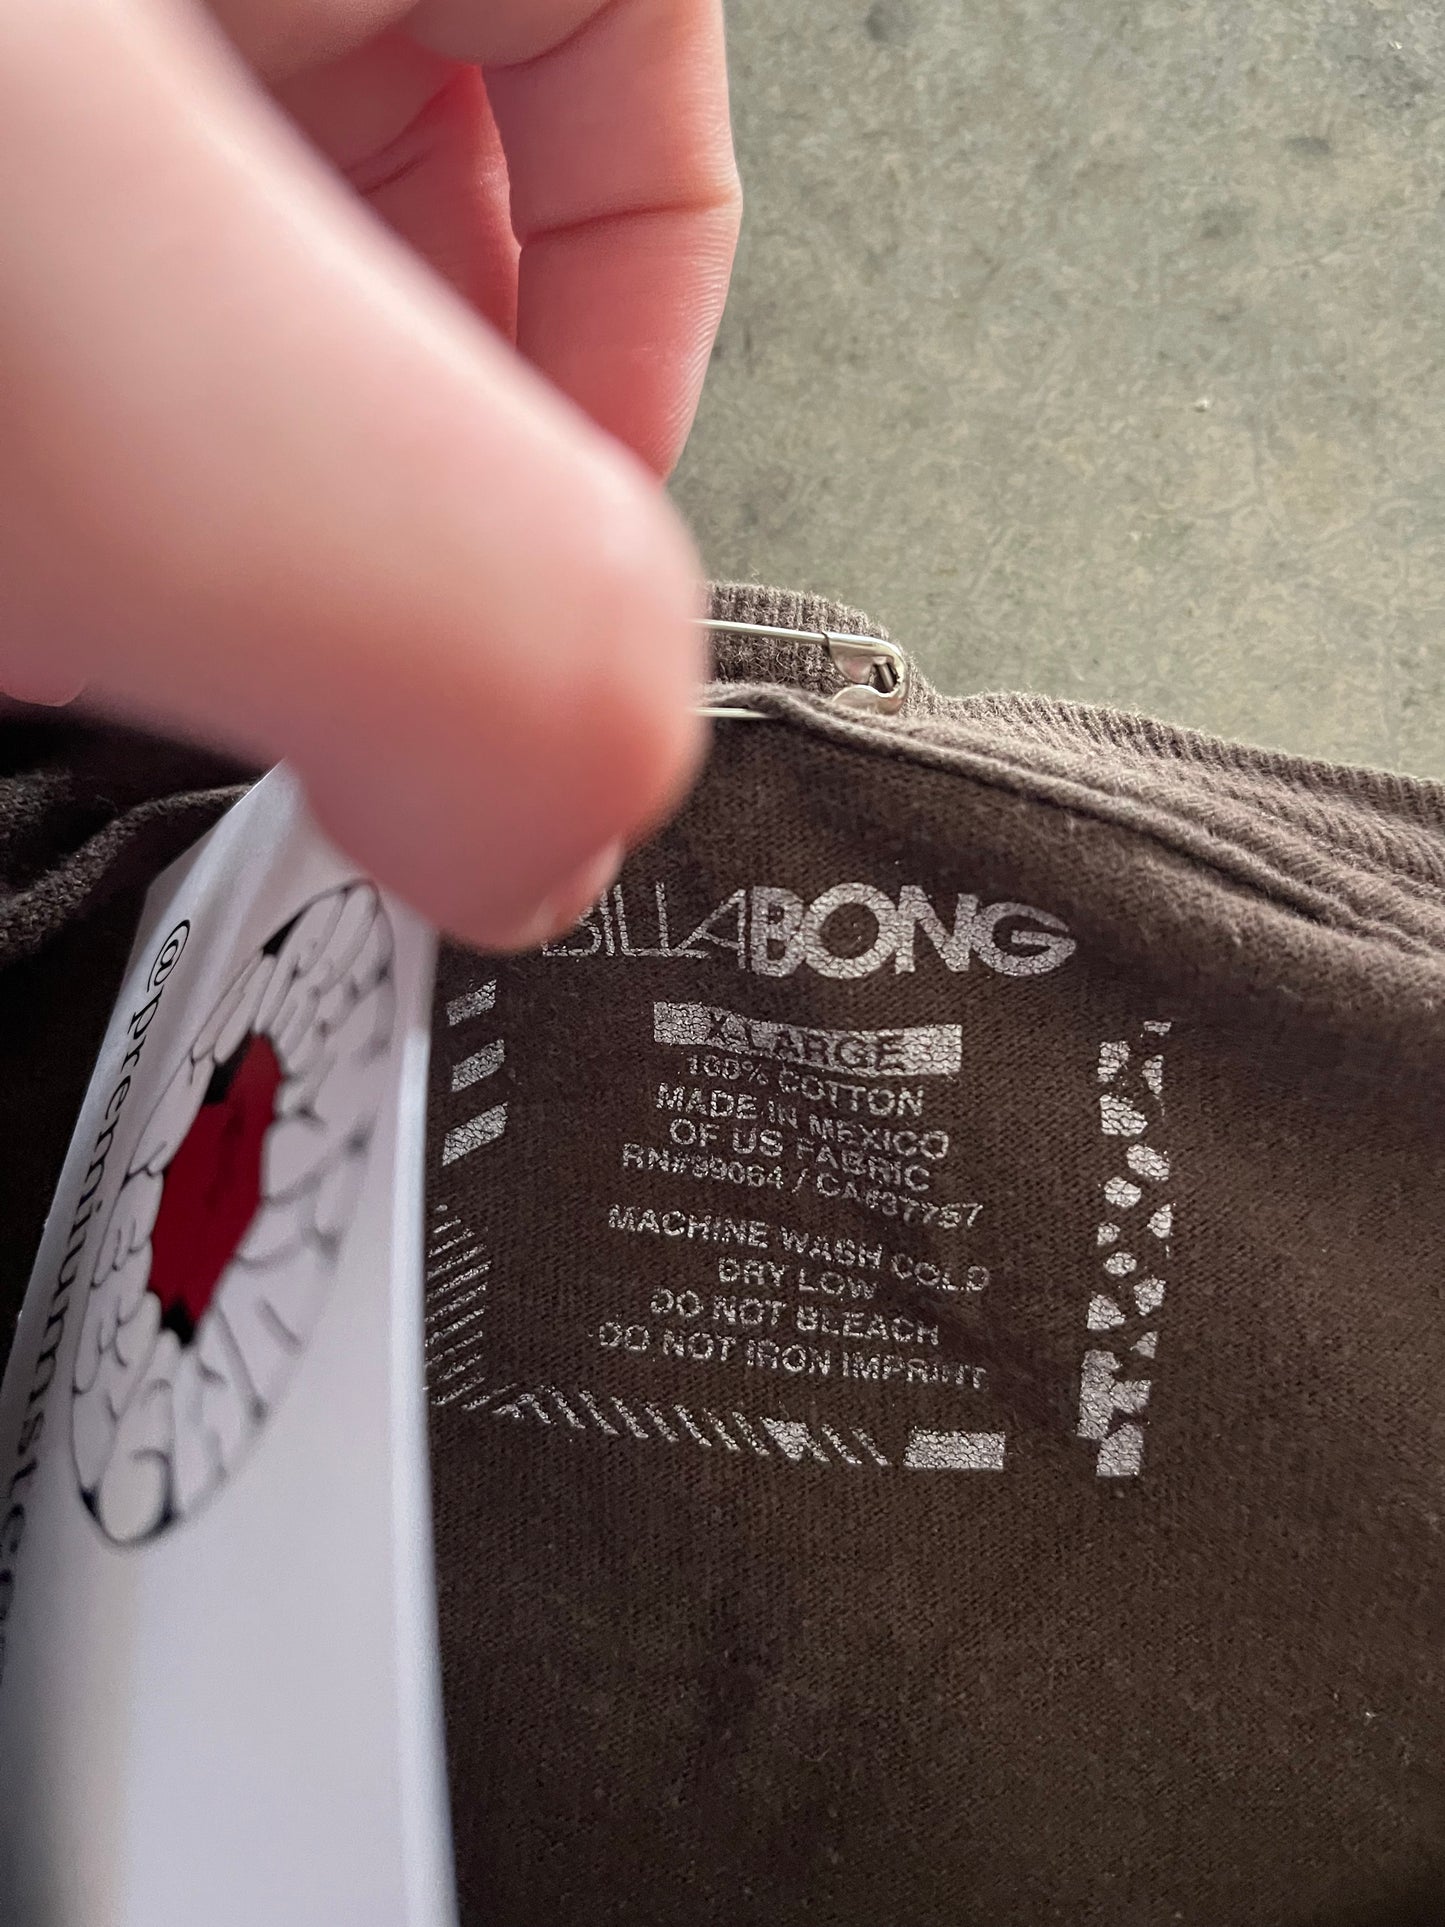 BILLABONG
X-LARGE
100% COTTON
MADE IN MEXICO
OF US FABRIC
RN#99064 / CA#37757
MACHINE WASH COLD
DRY LOW
DO NOT BLEACH
DO NOT IRON IMPRINT